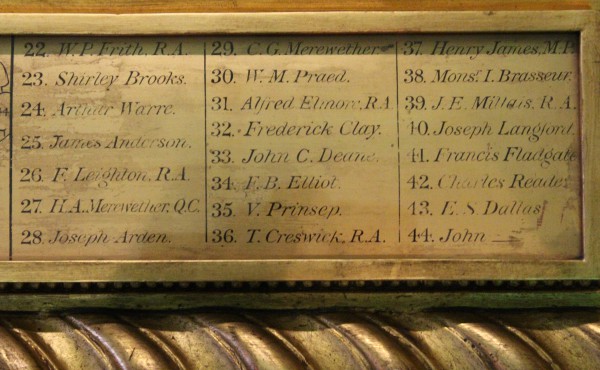 22. W. P. Frith, R.A.
23. Shirley Brooks.
24. Arthur Warre.
25. James Anderson.
26. F. Leighton, R.A.
27. H.A. Merewether, Q.C.
28. Joseph Arden.
29. C. G. Merewether
30. W. M. Praed.
31. Alfred Elmore, R.A.
32. Frederick Clay.
33. John C. Deane.
34. F. B. Elliot.
35. V. Prinsep.
36. T. Creswick, R.A.
37. Henry James, M.P.
38. Monsr. I. Brasseur.
39. J. E. Millais, R.A.
40. Joseph Langford.
41. Francis Fladgate
42. Charles Reade
43. E. S. Dallas
44. John